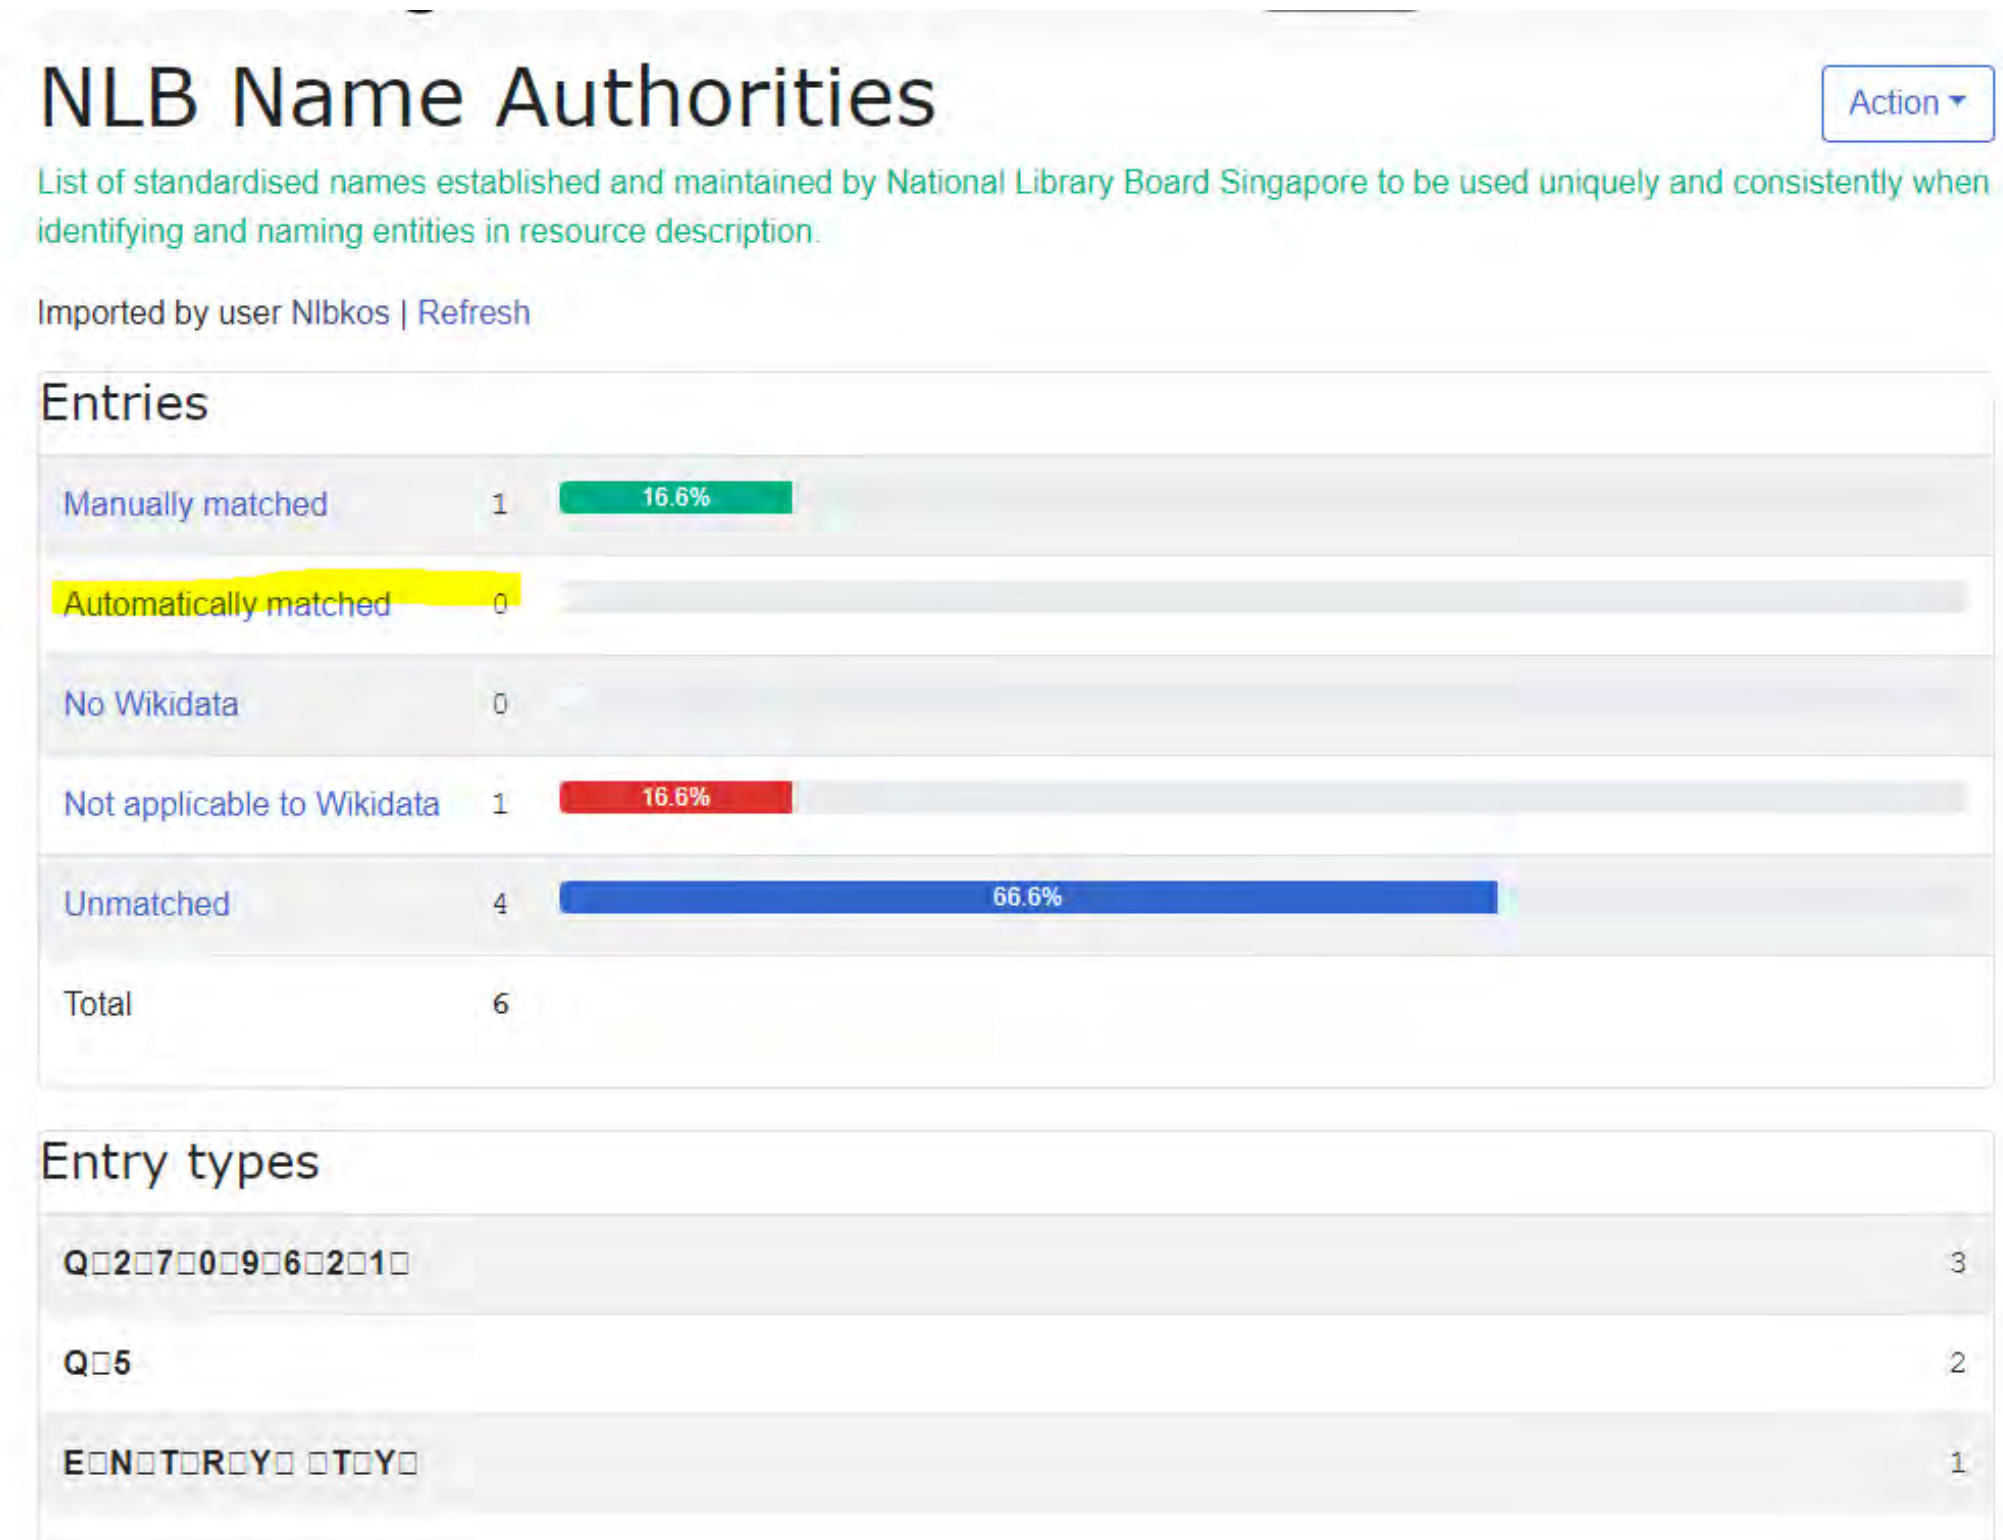 NLB Name Authorities
Action
List of standardised names established and maintained by National Library Board Singapore to be used uniquely and consistently when
identifying and naming entities in resource description.
Imported by user Nlbkos | Refresh
Entries
Manually matched 1 16.6%
Automatically matched 0
No Wikidata 0
Not applicable to Wikidata 1 16.6%
Unmatched 4 66.6%
Total 6
Entry types
Q□2□7□0□9□6□2□1□ 3
Q□5 2
E□N□T□R□Y□ □T□Y□ 1